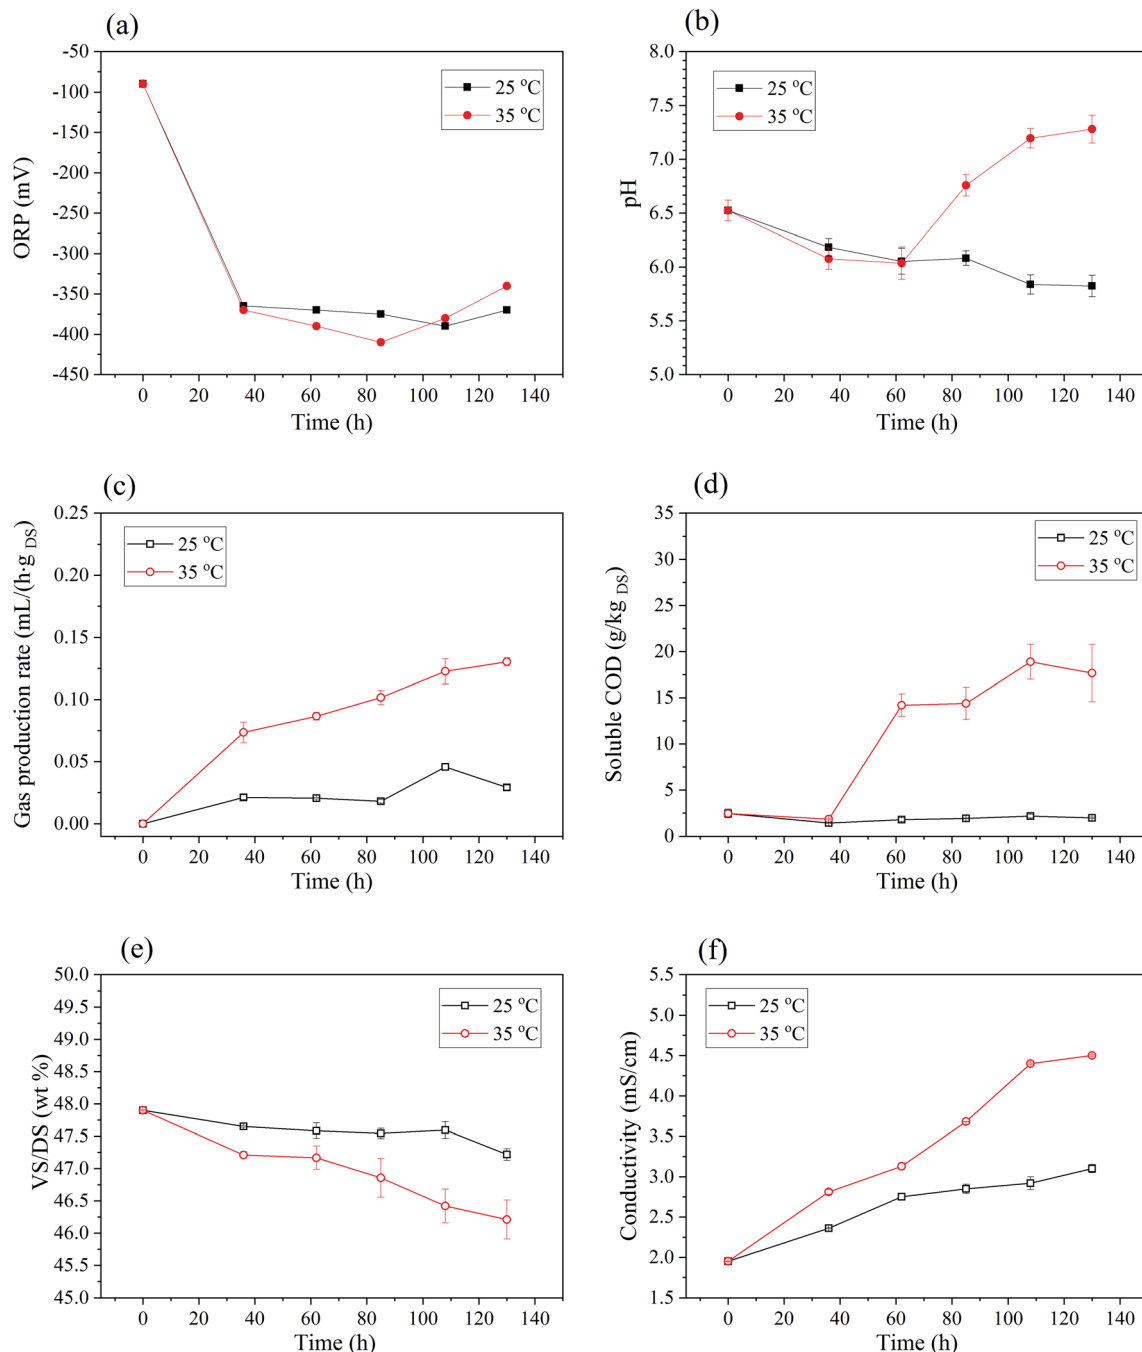 (a)
-50
-100
-150
-200
-250
-300
-350
-400
-450
ORP (mV)
25 °C
35 °C
0 20 40 60 80 100 120 140
Time (h)
(b)
8.0
7.5
7.0
6.5
6.0
5.5
5.0
pH
25 °C
35 °C
0 20 40 60 80 100 120 140
Time (h)
(c)
0.25
0.20
0.15
0.10
0.05
0.00
Gas production rate (mL/(h·g DS)
25 °C
35 °C
0 20 40 60 80 100 120 140
Time (h)
(d)
35
30
25
20
15
10
5
0
Soluble COD (g/kg DS)
25 °C
35 °C
0 20 40 60 80 100 120 140
Time (h)
(e)
50.0
49.5
49.0
48.5
48.0
47.5
47.0
46.5
46.0
45.5
45.0
VS/DS (wt %)
25 °C
35 °C
0 20 40 60 80 100 120 140
Time (h)
(f)
5.5
5.0
4.5
4.0
3.5
3.0
2.5
2.0
1.5
Conductivity (mS/cm)
25 °C
35 °C
0 20 40 60 80 100 120 140
Time (h)